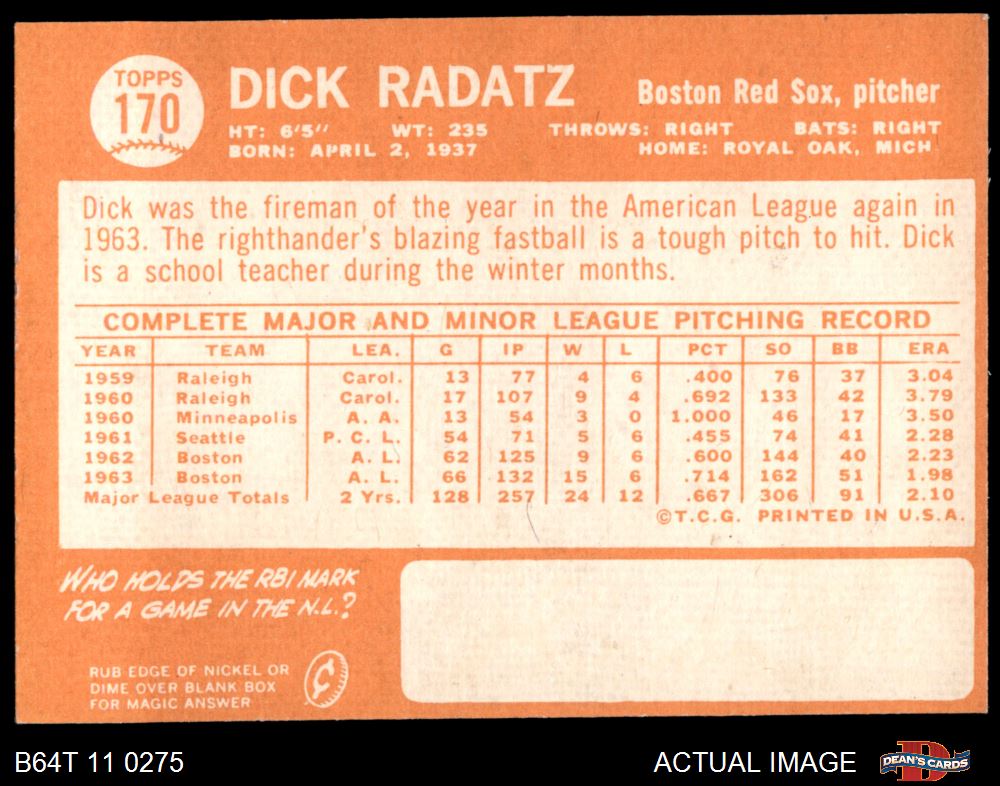 TOPPS
170
DICK RADATZ
Boston Red Sox, pitcher
HT: 6'5" WT: 235 THROWS: RIGHT BATS: RIGHT
BORN: APRIL 2, 1937 HOME: ROYAL OAK, MICH
Dick was the fireman of the year in the American League again in
1963. The righthander's blazing fastball is a tough pitch to hit. Dick
is a school teacher during the winter months.
COMPLETE MAJOR AND MINOR LEAGUE PITCHING RECORD
YEAR TEAM LEA. G IP W L PCT SO BB ERA
1959 Raleigh Carol. 13 77 4 6 .400 76 37 3.04
1960 Raleigh Carol. 17 107 9 4 .692 133 42 3.79
1960 Minneapolis A. A. 13 54 3 0 1.000 46 17 3.50
1961 Seattle P. C. L. 54 71 5 6 .455 74 41 2.28
1962 Boston A. L. 62 125 9 6 .600 144 40 2.23
1963 Boston A. L. 66 132 15 6 .714 162 51 1.98
Major League Totals 2 Yrs. 128 257 24 12 .667 306 91 2.10
©T.C.G. PRINTED IN U.S.A.
WHO HOLDS THE RBI MARK
FOR A GAME IN THE N.L.?
RUB EDGE OF NICKEL OR
DIME OVER BLANK BOX
FOR MAGIC ANSWER
¢
B64T 11 0275
ACTUAL IMAGE
DEAN'S CARDS